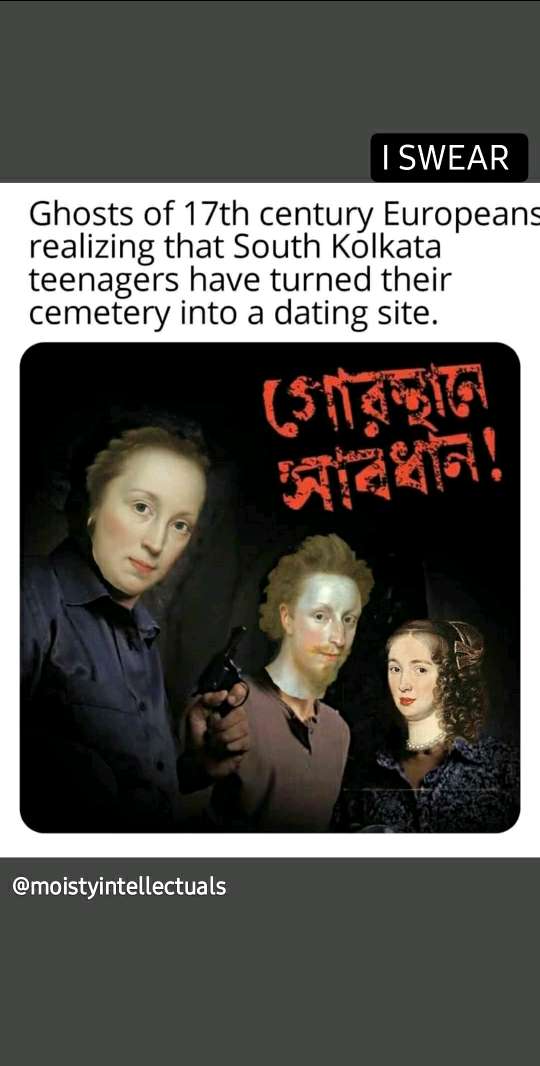 I SWEAR
Ghosts of 17th century Europeans
realizing that South Kolkata
teenagers have turned their
cemetery into a dating site.
গোরস্থানে
সাবধান!
@moistyintellectuals